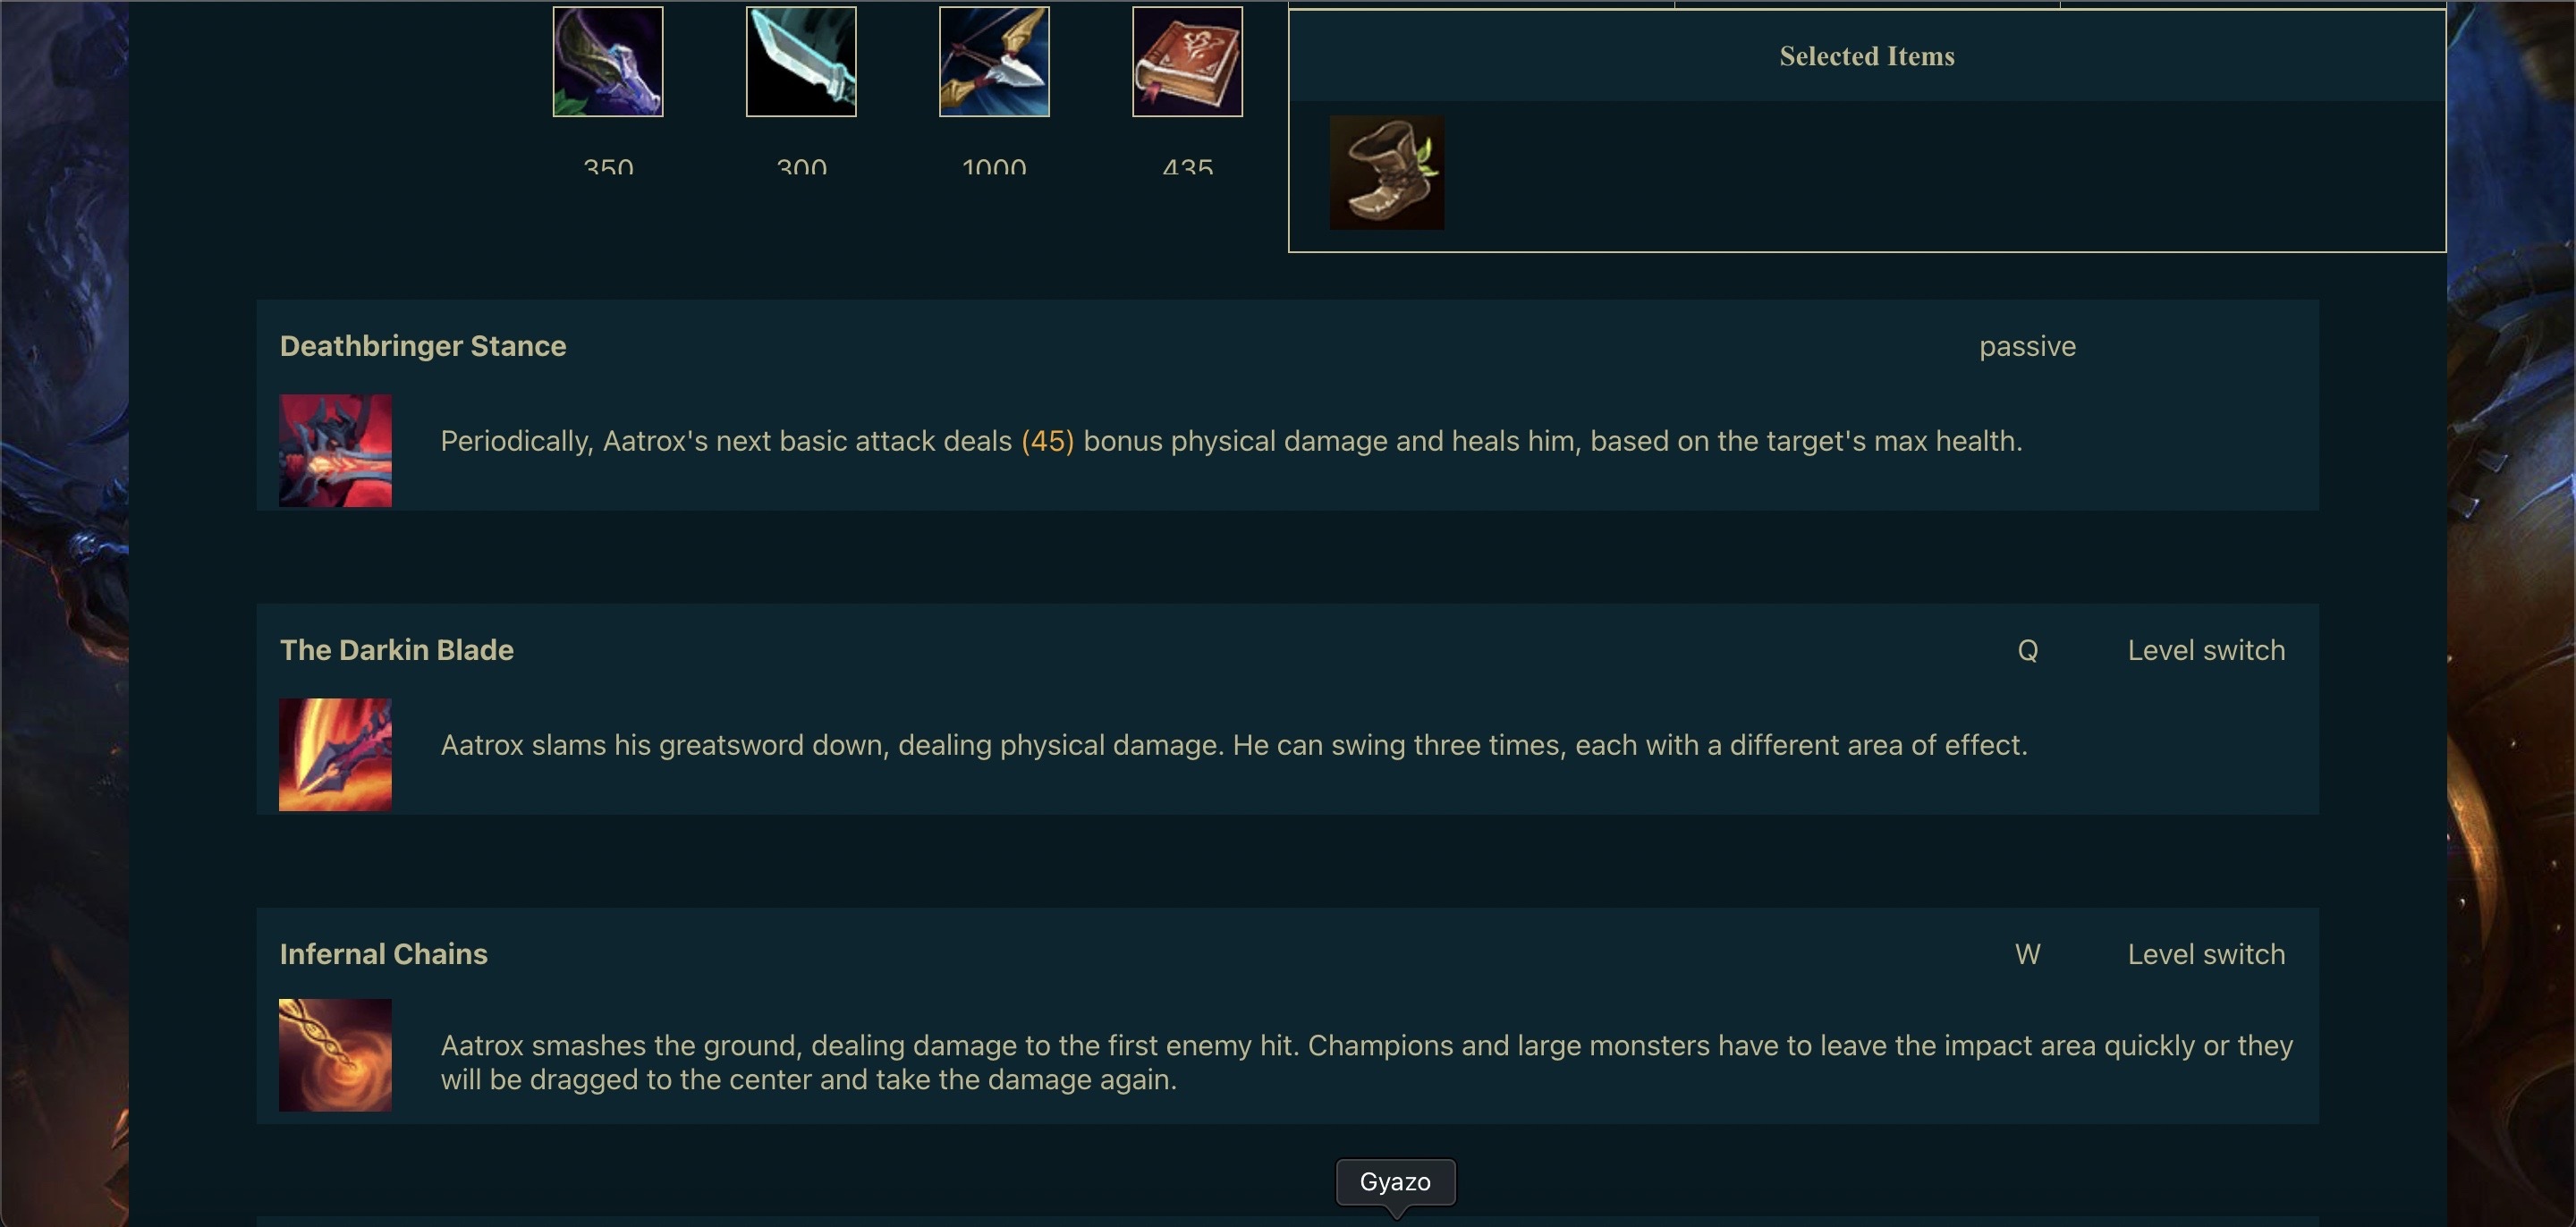 Selected Items
350 300 1000 435
Deathbringer Stance passive
Periodically, Aatrox's next basic attack deals (45) bonus physical damage and heals him, based on the target's max health.
The Darkin Blade Q Level switch
Aatrox slams his greatsword down, dealing physical damage. He can swing three times, each with a different area of effect.
Infernal Chains W Level switch
Aatrox smashes the ground, dealing damage to the first enemy hit. Champions and large monsters have to leave the impact area quickly or they
will be dragged to the center and take the damage again.
Gyazo